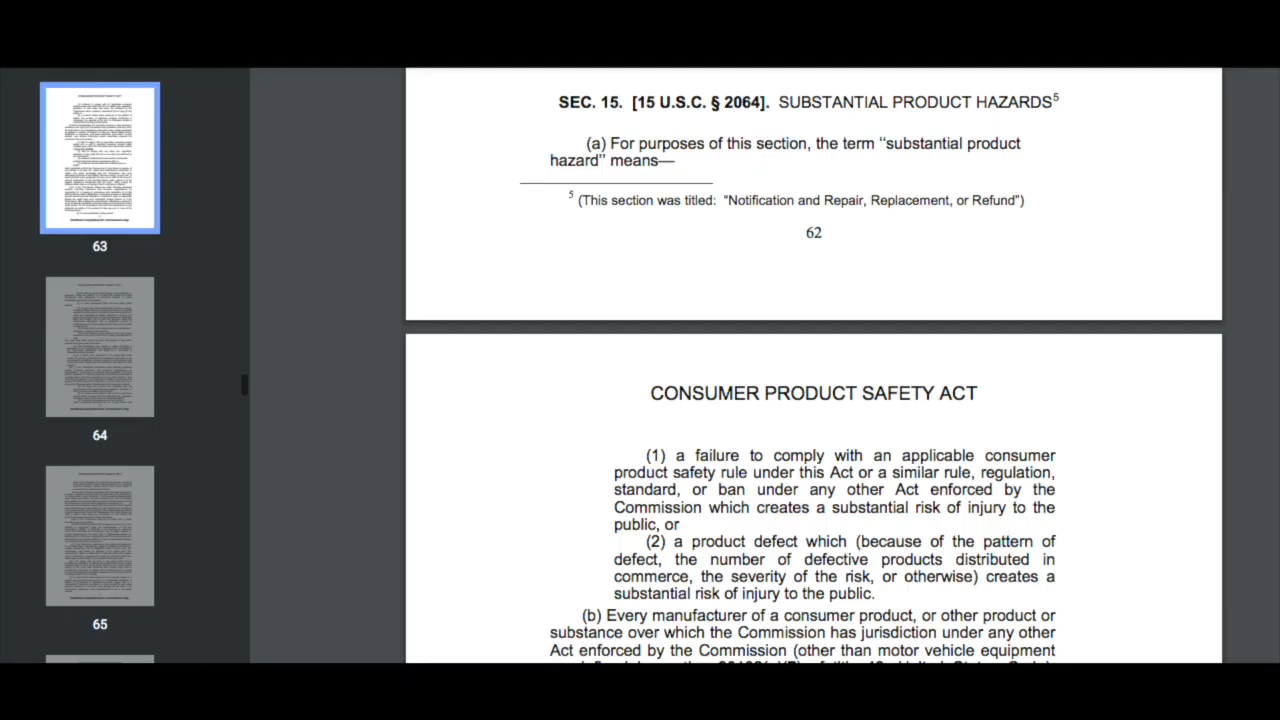 63
64
65
SEC. 15. [15 U.S.C. § 2064]. SUBSTANTIAL PRODUCT HAZARDS5
(a) For purposes of this section, the term "substantial product
hazard" means—
5 (This section was titled: "Notification and Repair, Replacement, or Refund")
62
CONSUMER PRODUCT SAFETY ACT
(1) a failure to comply with an applicable consumer
product safety rule under this Act or a similar rule, regulation,
standard, or ban under any other Act enforced by the
Commission which creates a substantial risk of injury to the
public, or
(2) a product defect which (because of the pattern of
defect, the number of defective products distributed in
commerce, the severity of the risk, or otherwise) creates a
substantial risk of injury to the public.
(b) Every manufacturer of a consumer product, or other product or
substance over which the Commission has jurisdiction under any other
Act enforced by the Commission (other than motor vehicle equipment